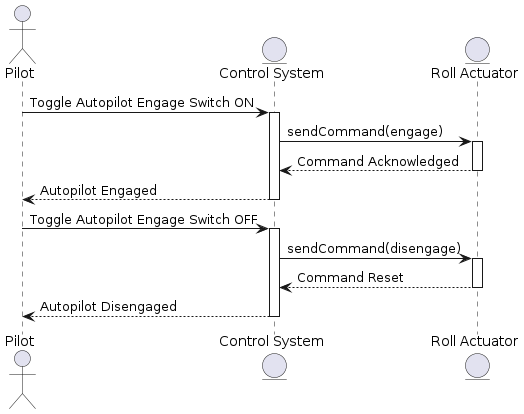 Pilot
Control System
Roll Actuator
Toggle Autopilot Engage Switch ON
sendCommand(engage)
Command Acknowledged
Autopilot Engaged
Toggle Autopilot Engage Switch OFF
sendCommand(disengage)
Command Reset
Autopilot Disengaged
Pilot
Control System
Roll Actuator